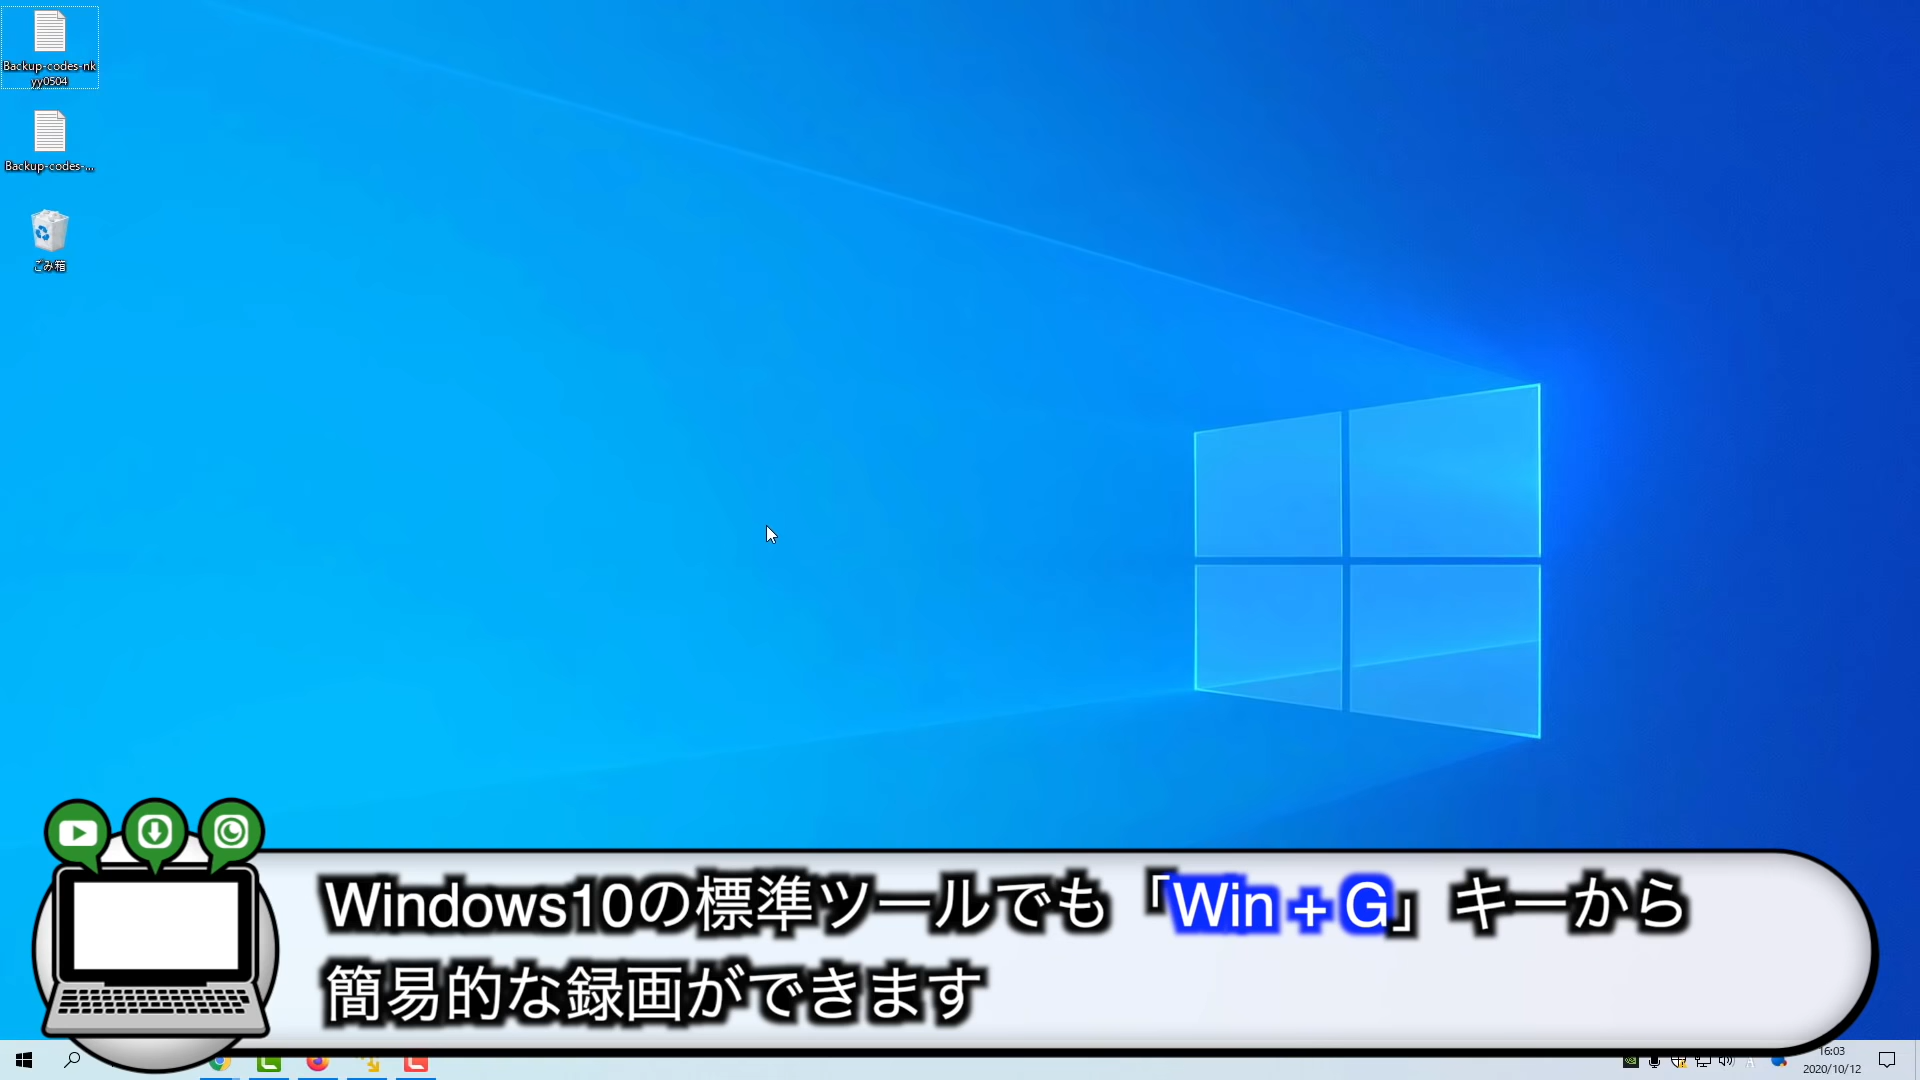 Backup-codes-nk
yy0504
Backup-codes-...
ごみ箱
Windows10の標準ツールでも「Win + G」キーから
簡易的な録画ができます
16:03
2020/10/12